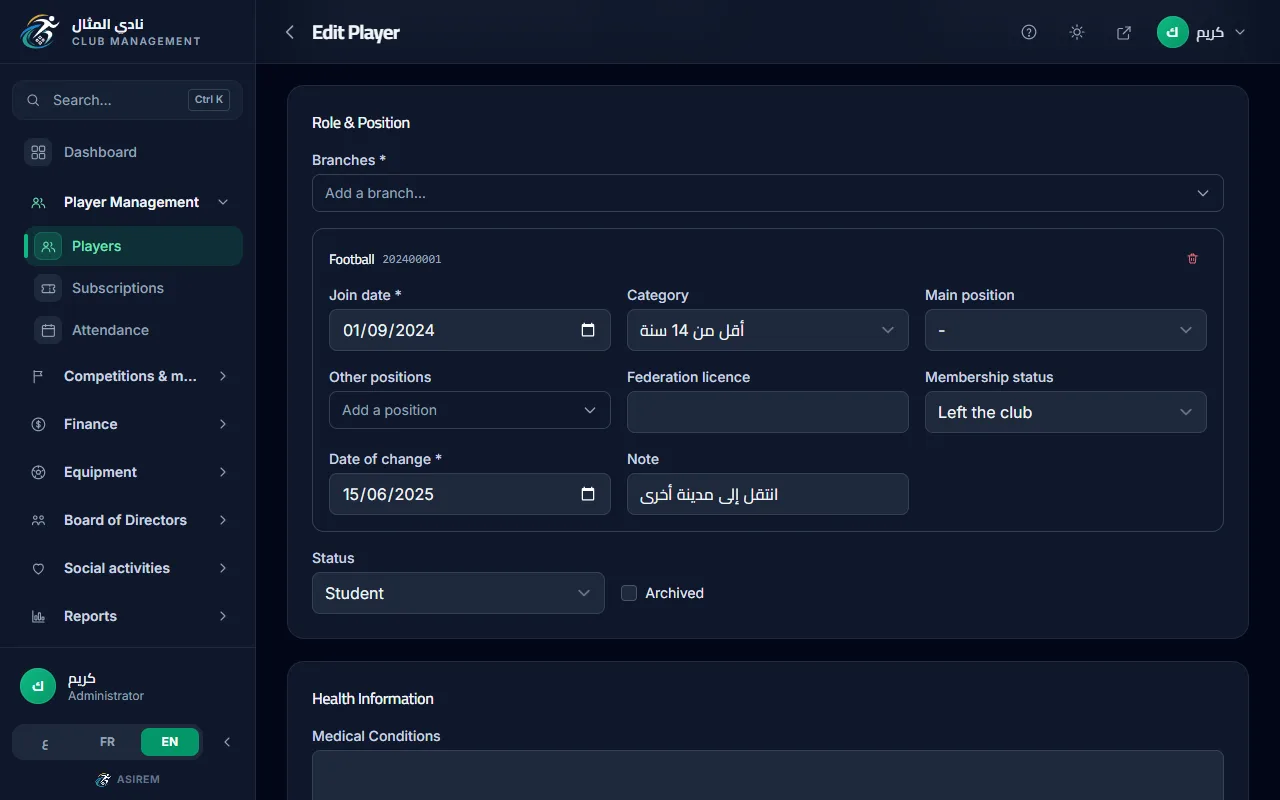 نادي المثال
CLUB MANAGEMENT
Edit Player
ك
كريم
Search...
Ctrl K
Dashboard
Player Management
Players
Subscriptions
Attendance
Competitions & m...
Finance
Equipment
Board of Directors
Social activities
Reports
ك
كريم
Administrator
ع
FR
EN
ASIREM
Role & Position
Branches *
Add a branch...
Football 202400001
Join date *
Category
Main position
01/09/2024
أقل من 14 سنة
-
Other positions
Federation licence
Membership status
Add a position
Left the club
Date of change *
Note
15/06/2025
انتقل إلى مدينة أخرى
Status
Student
Archived
Health Information
Medical Conditions